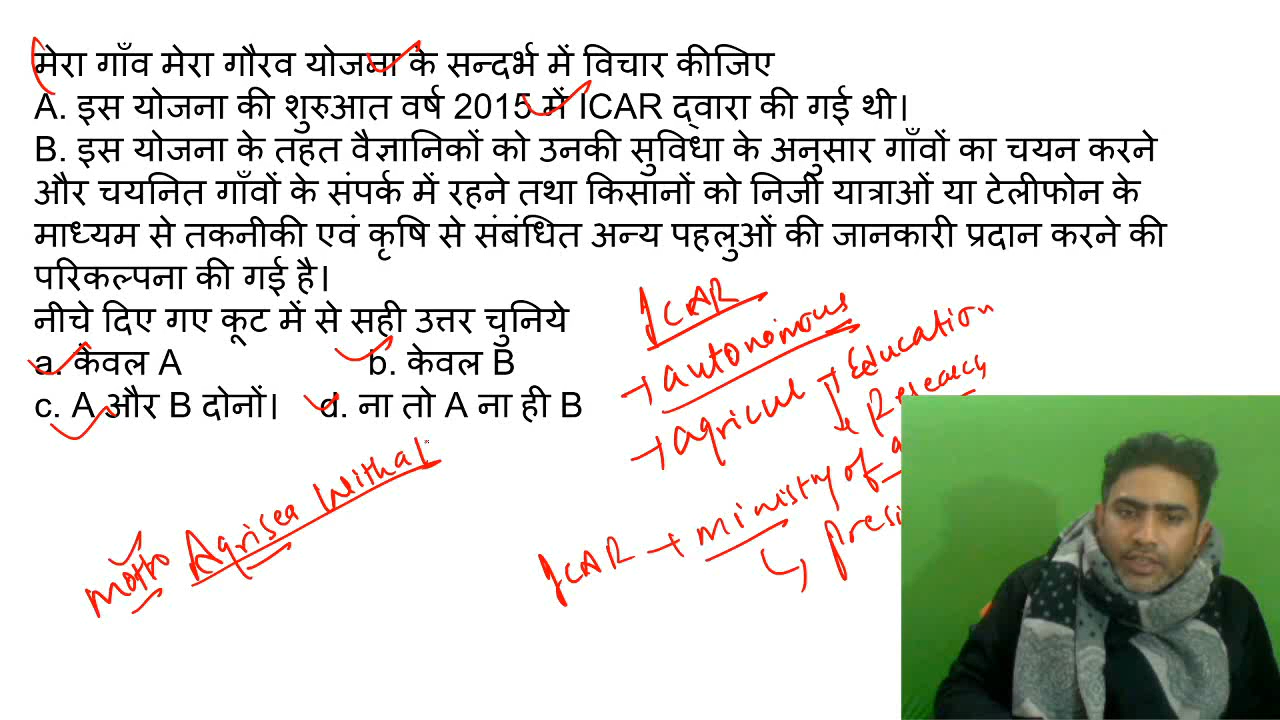 मेरा गाँव मेरा गौरव योजना के सन्दर्भ में विचार कीजिए
A. इस योजना की शुरुआत वर्ष 2015 में ICAR द्वारा की गई थी।
B. इस योजना के तहत वैज्ञानिकों को उनकी सुविधा के अनुसार गाँवों का चयन करने
और चयनित गाँवों के संपर्क में रहने तथा किसानों को निजी यात्राओं या टेलीफोन के
माध्यम से तकनीकी एवं कृषि से संबंधित अन्य पहलुओं की जानकारी प्रदान करने की
परिकल्पना की गई है।
नीचे दिए गए कूट में से सही उत्तर चुनिये
a. केवल A b. केवल B
c. A और B दोनों। d. ना तो A ना ही B
ICAR
autonomous
agricul Education
Research
ICAR ministry of
presi
motto Agrisea Withal